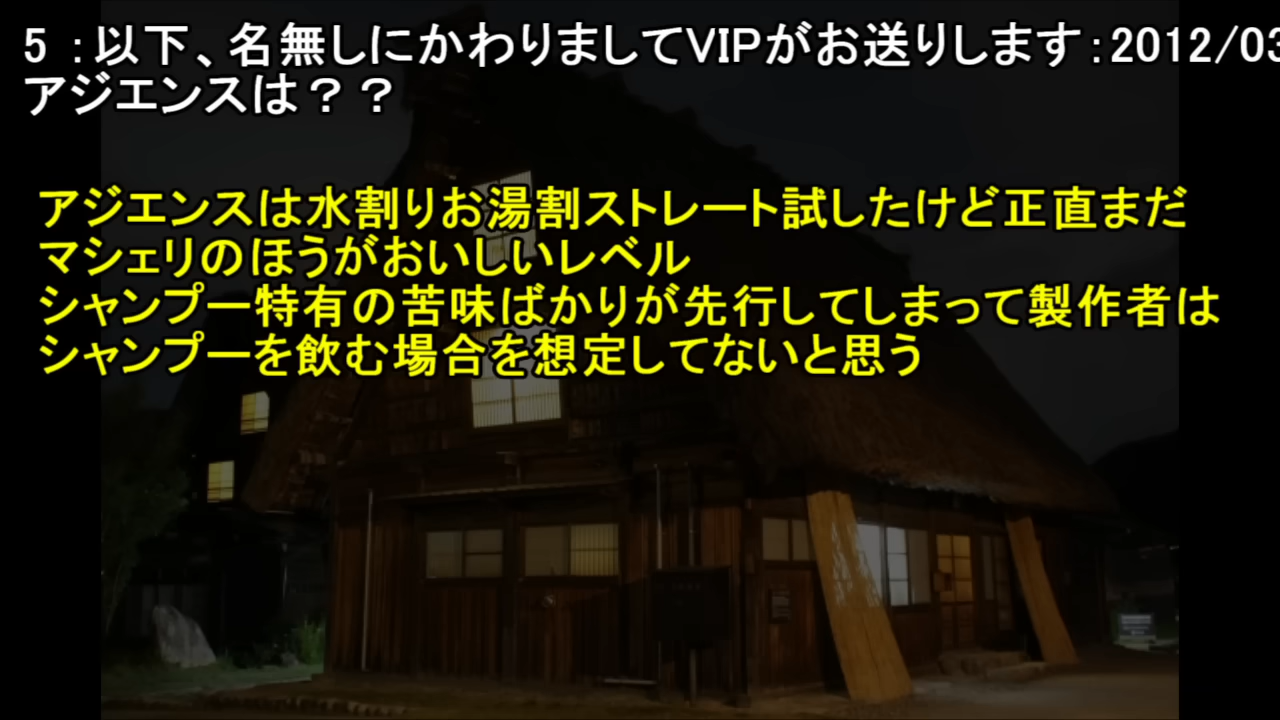 5 ：以下、名無しにかわりましてVIPがお送りします：2012/03
アジエンスは？？
アジエンスは水割りお湯割ストレート試したけど正直まだ
マシェリのほうがおいしいレベル
シャンプー特有の苦味ばかりが先行してしまって製作者は
シャンプーを飲む場合を想定してないと思う